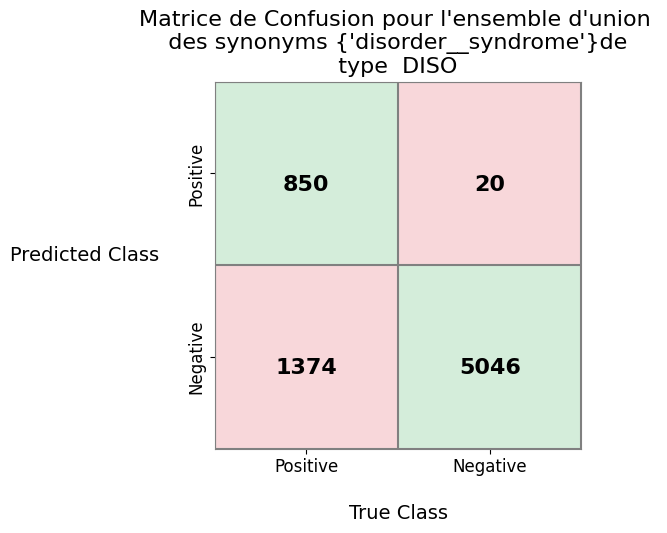 Matrice de Confusion pour l'ensemble d'union
des synonyms {'disorder__syndrome'}de
type  DISO
Positive
850
20
Predicted Class
Negative
1374
5046
Positive
Negative
True Class